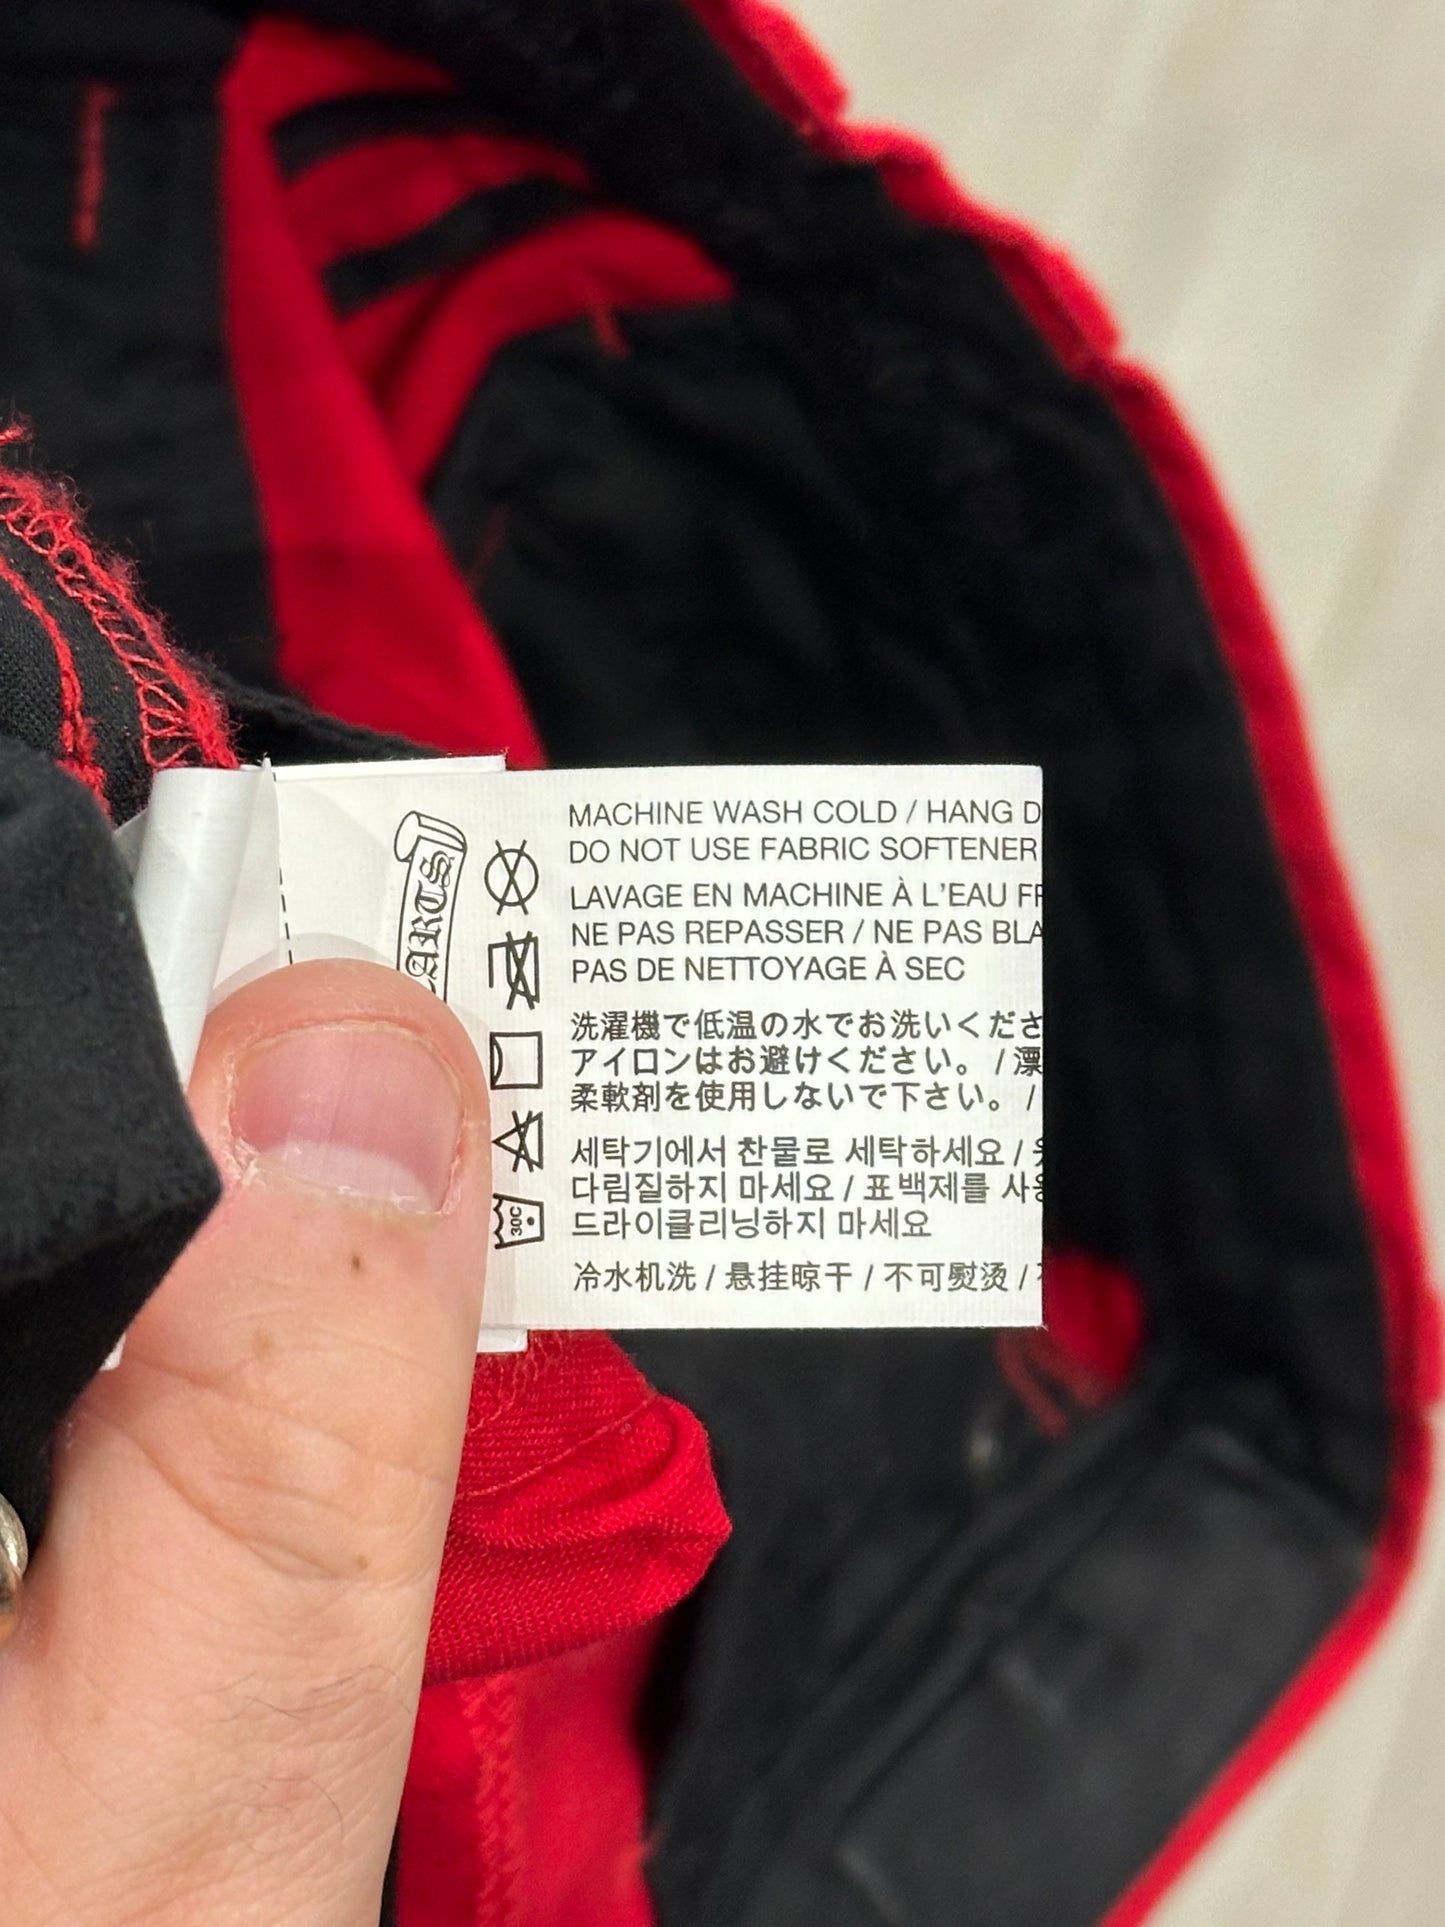 MACHINE WASH COLD / HANG D
DO NOT USE FABRIC SOFTENER
LAVAGE EN MACHINE À L'EAU FR
NE PAS REPASSER / NE PAS BLA
PAS DE NETTOYAGE À SEC
洗濯機で低温の水でお洗いくださ
アイロンはお避けください。 / 漂
柔軟剤を使用しないで下さい。 /
세탁기에서 찬물로 세탁하세요 /
다림질하지 마세요 / 표백제를 사용
드라이클리닝하지 마세요
冷水机洗 / 悬挂晾干 / 不可熨烫 /
30C
EARTS